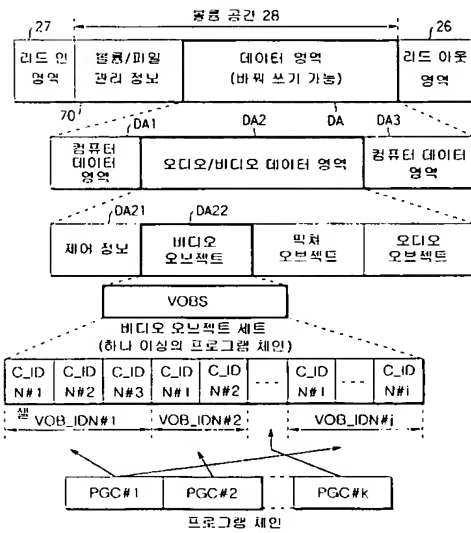 볼륨 공간 28
27
26
리드 인
영역
볼륨/파일
관리 정보
데이터 영역
(바꿔 쓰기 가능)
리드 아웃
영역
70
DA1
DA2
DA
DA3
컴퓨터
데이터
영역
오디오/비디오 데이터 영역
컴퓨터 데이터
영역
DA21
DA22
제어 정보
비디오
오브젝트
픽쳐
오브젝트
오디오
오브젝트
VOBS
비디오 오브젝트 세트
(하나 이상의 프로그램 체인)
C_ID
N#1
C_ID
N#2
C_ID
N#3
C_ID
N#1
C_ID
N#2
C_ID
N#1
C_ID
N#i
셀
VOB_IDN#1
VOB_IDN#2
VOB_IDN#j
PGC#1
PGC#2
PGC#k
프로그램 체인